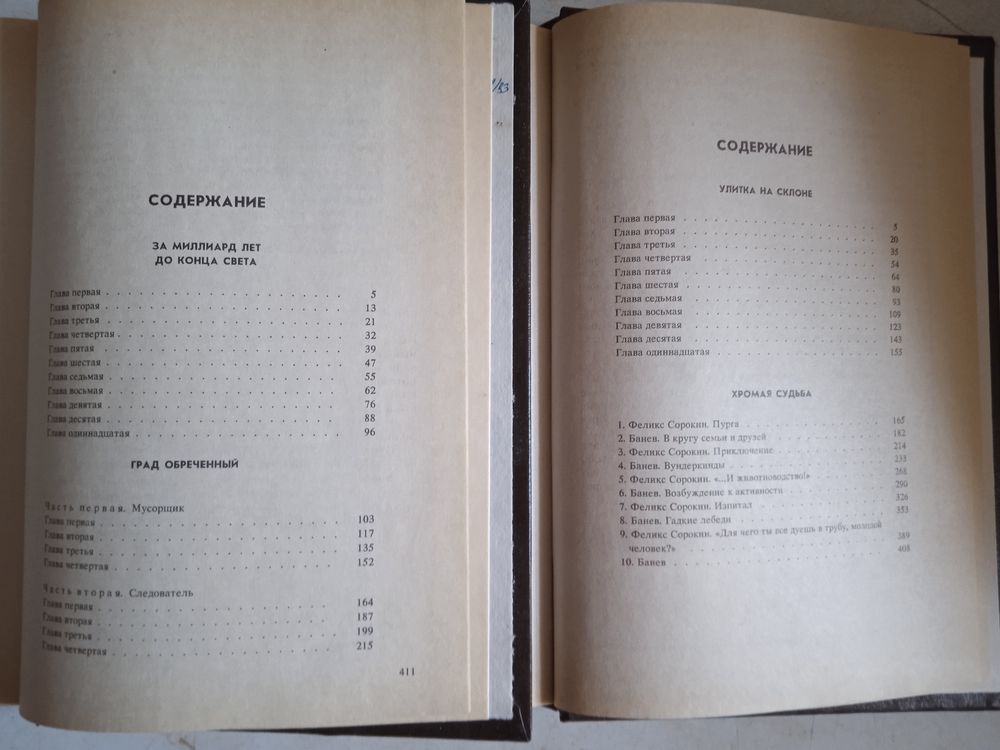 СОДЕРЖАНИЕ
ЗА МИЛЛИАРД ЛЕТ
ДО КОНЦА СВЕТА
Глава первая . . . 5
Глава вторая . . . 13
Глава третья . . . 21
Глава четвертая . . . 32
Глава пятая . . . 39
Глава шестая . . . 47
Глава седьмая . . . 55
Глава восьмая . . . 62
Глава девятая . . . 76
Глава десятая . . . 88
Глава одиннадцатая . . . 96
ГРАД ОБРЕЧЕННЫЙ
Часть первая. Мусорщик
Глава первая . . . 103
Глава вторая . . . 117
Глава третья . . . 135
Глава четвертая . . . 152
Часть вторая. Следователь
Глава первая . . . 164
Глава вторая . . . 187
Глава третья . . . 199
Глава четвертая . . . 215
411
СОДЕРЖАНИЕ
УЛИТКА НА СКЛОНЕ
Глава первая . . . 5
Глава вторая . . . 20
Глава третья . . . 35
Глава четвертая . . . 54
Глава пятая . . . 64
Глава шестая . . . 80
Глава седьмая . . . 93
Глава восьмая . . . 109
Глава девятая . . . 123
Глава десятая . . . 143
Глава одиннадцатая . . . 155
ХРОМАЯ СУДЬБА
1. Феликс Сорокин. Пурга . . . 165
2. Банев. В кругу семьи и друзей . . . 182
3. Феликс Сорокин. Приключение . . . 214
4. Банев. Вундеркинды . . . 233
5. Феликс Сорокин. «...И животноводство!» . . . 268
6. Банев. Возбуждение к активности . . . 290
7. Феликс Сорокин. Изпитал . . . 326
8. Банев. Гадкие лебеди . . . 353
9. Феликс Сорокин. «Для чего ты все дуешь в трубу, молодой
человек?» . . . 389
10. Банев . . . 408